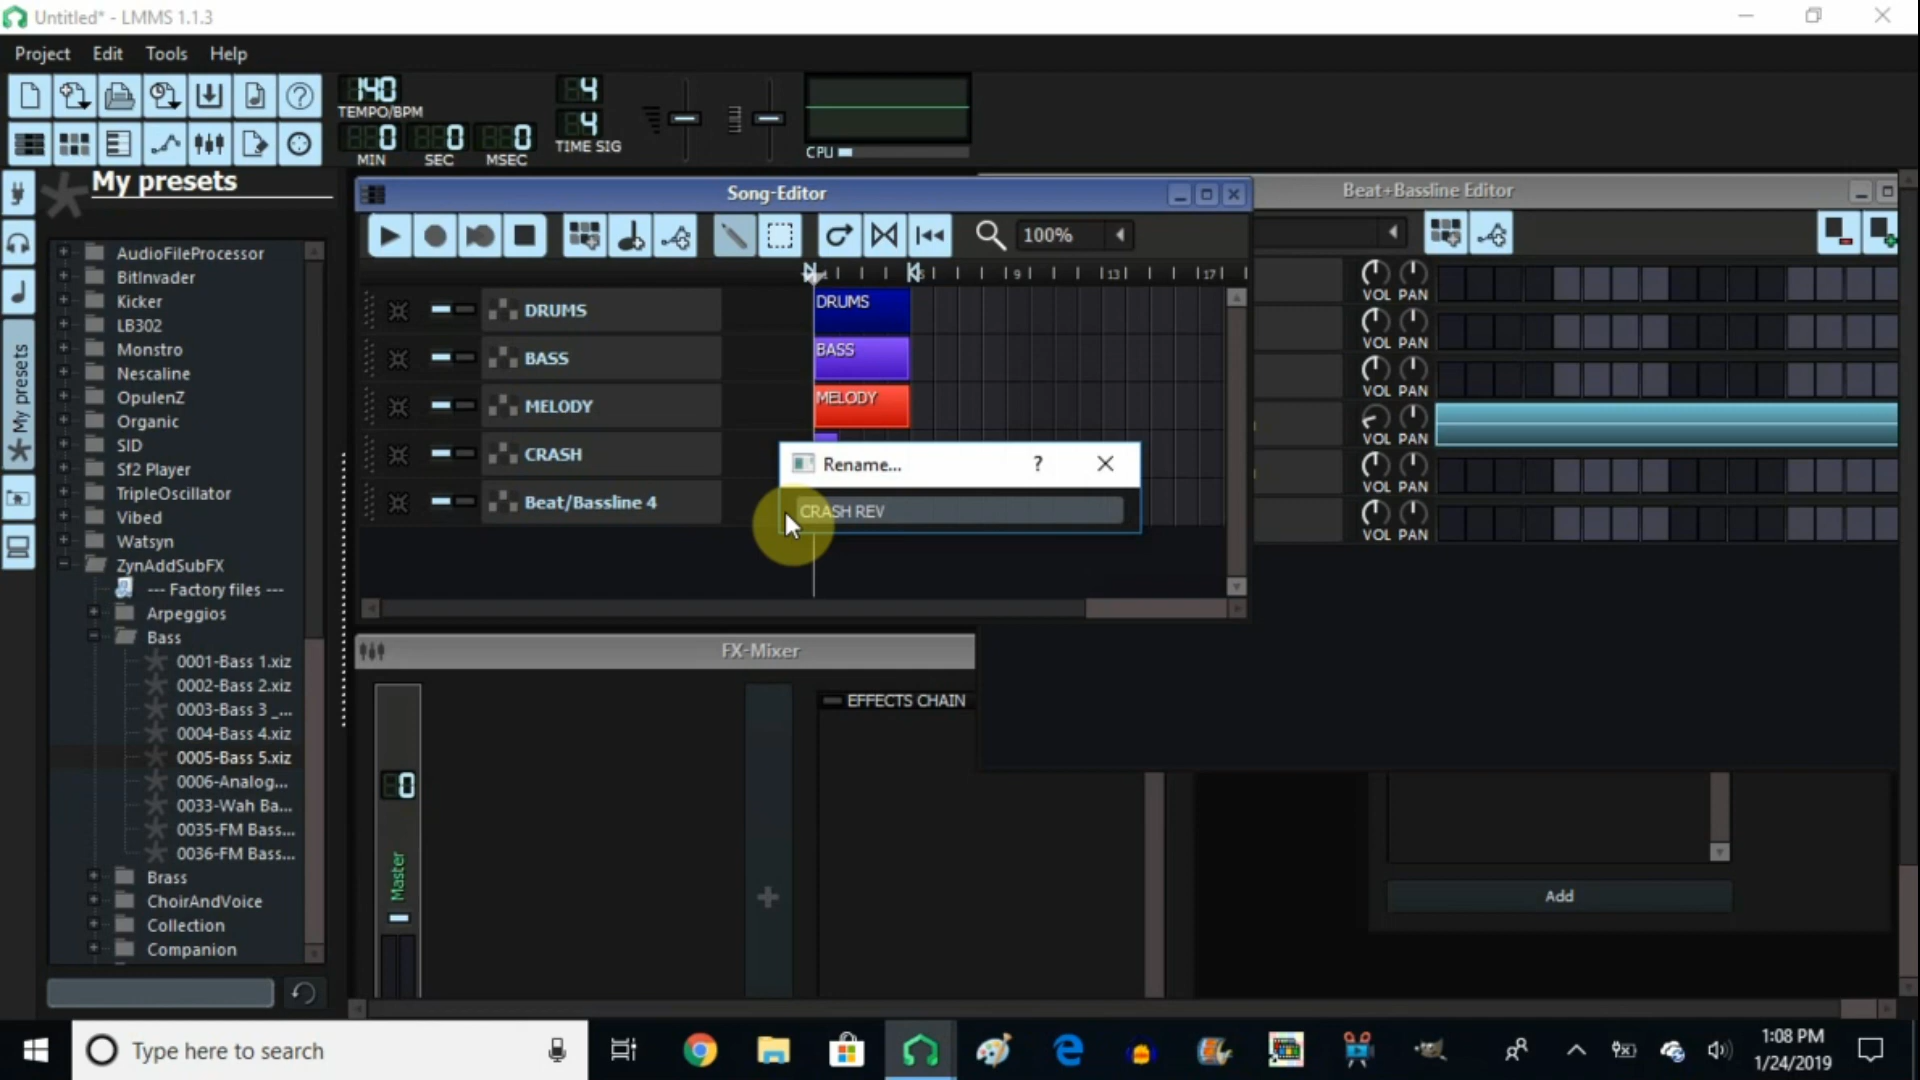 Untitled* - LMMS 1.1.3
Project Edit Tools Help
140
TEMPO/BPM
4
4
TIME SIG
0 0 0
MIN SEC MSEC
CPU
My presets
My presets
AudioFileProcessor
BitInvader
Kicker
LB302
Monstro
Nescaline
OpulenZ
Organic
SID
Sf2 Player
TripleOscillator
Vibed
Watsyn
ZynAddSubFX
--- Factory files ---
Arpeggios
Bass
0001-Bass 1.xiz
0002-Bass 2.xiz
0003-Bass 3 _...
0004-Bass 4.xiz
0005-Bass 5.xiz
0006-Analog...
0033-Wah Ba...
0035-FM Bass...
0036-FM Bass...
Brass
ChoirAndVoice
Collection
Companion
Song-Editor
100%
9 13 17
DRUMS
DRUMS
BASS
BASS
MELODY
MELODY
CRASH
Beat/Bassline 4
Rename...
?
CRASH REV
Beat+Bassline Editor
VOL PAN
VOL PAN
VOL PAN
VOL PAN
VOL PAN
VOL PAN
FX-Mixer
0
Master
EFFECTS CHAIN
Add
Type here to search
1:08 PM
1/24/2019